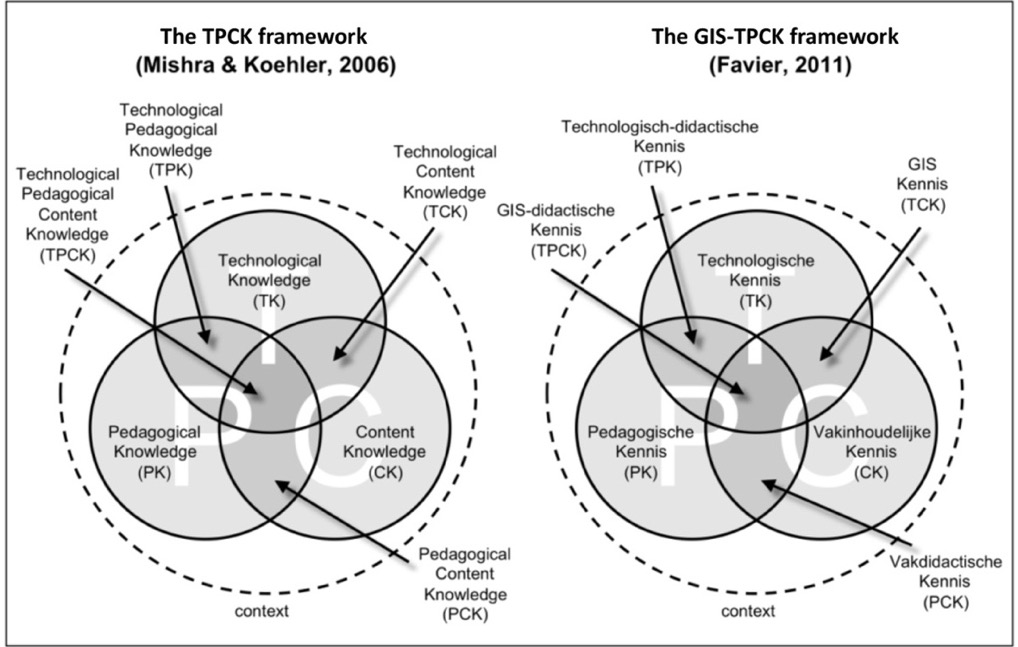 The TPCK framework
(Mishra & Koehler, 2006)
Technological
Pedagogical
Knowledge
(TPK)
Technological
Content
Knowledge
(TCK)
Technological
Pedagogical
Content
Knowledge
(TPCK)
Technological
Knowledge
(TK)
T
P
C
Pedagogical
Knowledge
(PK)
Content
Knowledge
(CK)
Pedagogical
Content
Knowledge
(PCK)
context
The GIS-TPCK framework
(Favier, 2011)
Technologisch-didactische
Kennis
(TPK)
GIS
Kennis
(TCK)
GIS-didactische
Kennis
(TPCK)
Technologische
Kennis
(TK)
T
P
C
Pedagogische
Kennis
(PK)
Vakinhoudelijke
Kennis
(CK)
Vakdidactische
Kennis
(PCK)
context